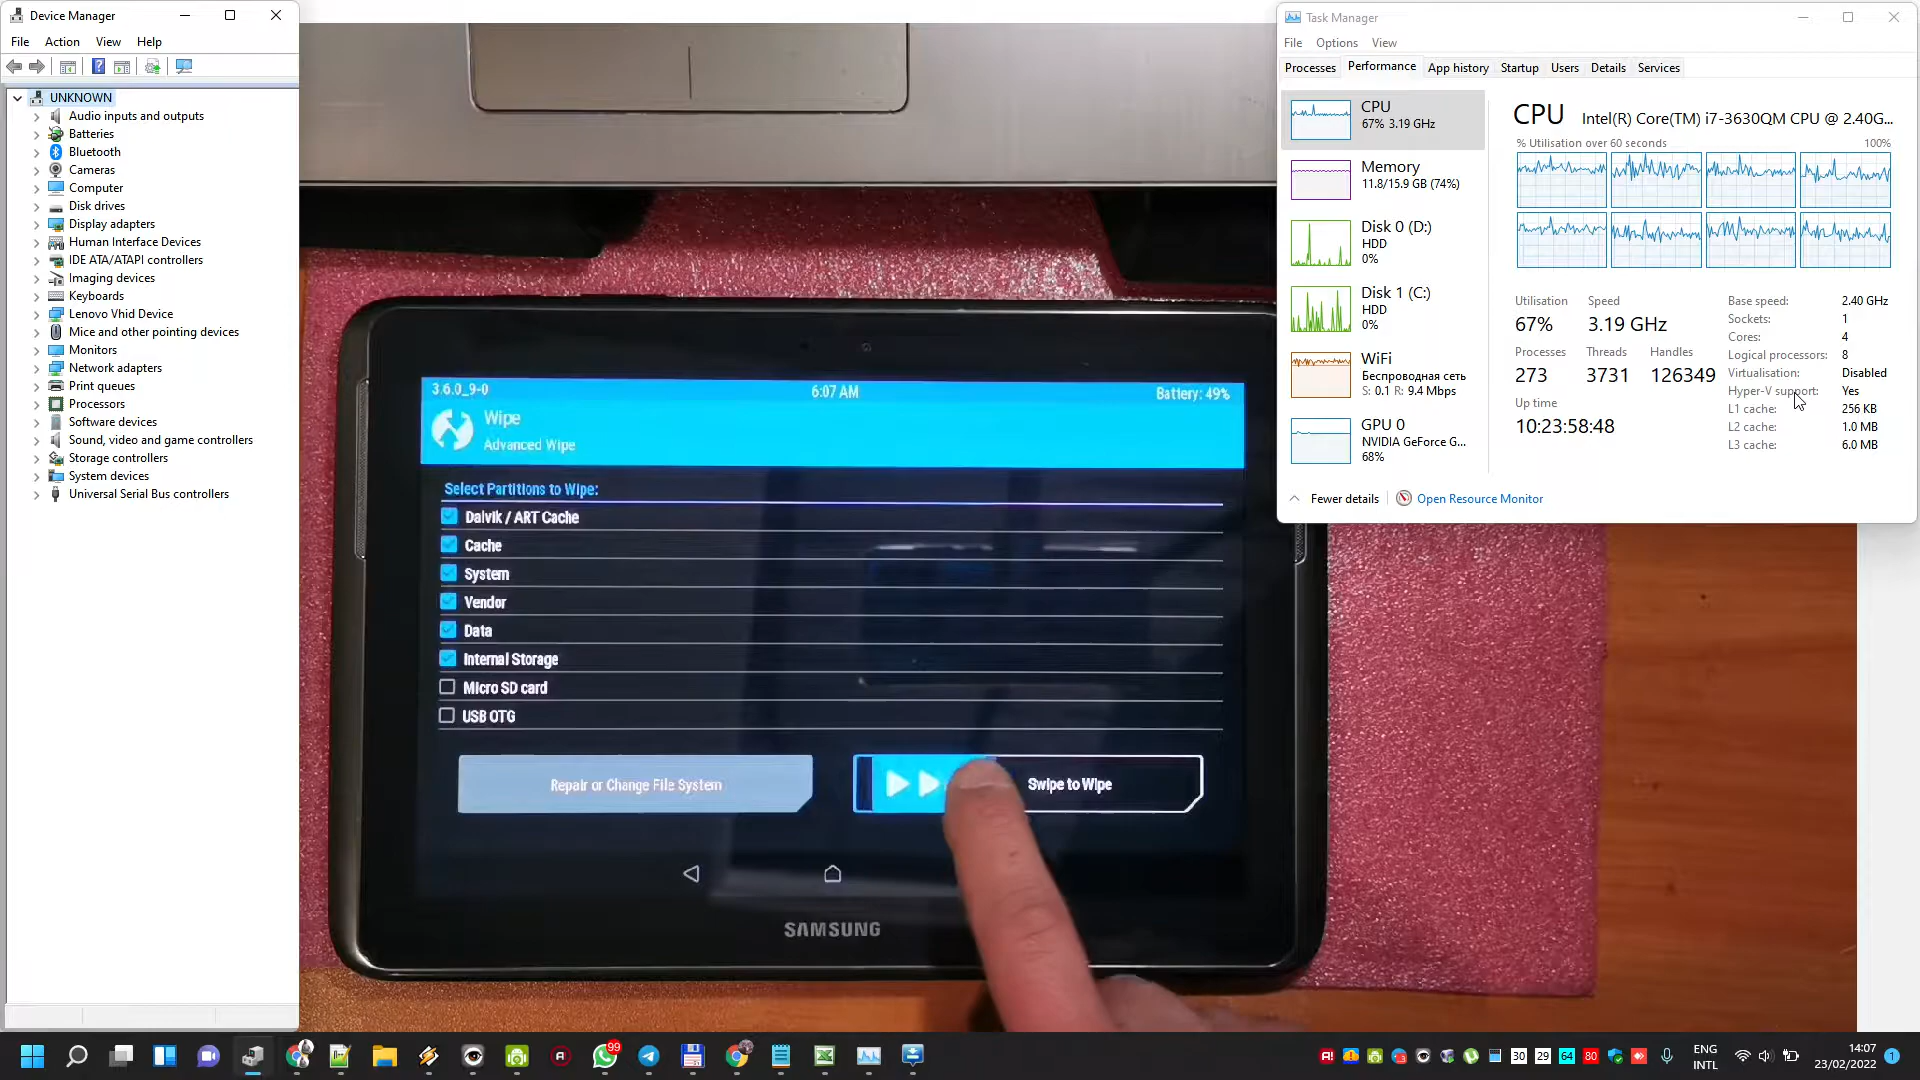 Device Manager
File Action View Help
UNKNOWN
Audio inputs and outputs
Batteries
Bluetooth
Cameras
Computer
Disk drives
Display adapters
Human Interface Devices
IDE ATA/ATAPI controllers
Imaging devices
Keyboards
Lenovo Vhid Device
Mice and other pointing devices
Monitors
Network adapters
Print queues
Processors
Software devices
Sound, video and game controllers
Storage controllers
System devices
Universal Serial Bus controllers
3.6.0_9-0 6:07 AM Battery: 49%
Wipe
Advanced Wipe
Select Partitions to Wipe:
Dalvik / ART Cache
Cache
System
Vendor
Data
Internal Storage
Micro SD card
USB OTG
Repair or Change File System Swipe to Wipe
SAMSUNG
Task Manager
File Options View
Processes Performance App history Startup Users Details Services
CPU
67% 3.19 GHz
Memory
11.8/15.9 GB (74%)
Disk 0 (D:)
HDD
0%
Disk 1 (C:)
HDD
0%
WiFi
Беспроводная сеть
S: 0.1 R: 9.4 Mbps
GPU 0
NVIDIA GeForce G...
68%
CPU Intel(R) Core(TM) i7-3630QM CPU @ 2.40G...
% Utilisation over 60 seconds 100%
Utilisation Speed
67% 3.19 GHz
Processes Threads Handles
273 3731 126349
Up time
10:23:58:48
Base speed: 2.40 GHz
Sockets: 1
Cores: 4
Logical processors: 8
Virtualisation: Disabled
Hyper-V support: Yes
L1 cache: 256 KB
L2 cache: 1.0 MB
L3 cache: 6.0 MB
Fewer details Open Resource Monitor
99
30 29 64 80
ENG
INTL
14:07
23/02/2022
1